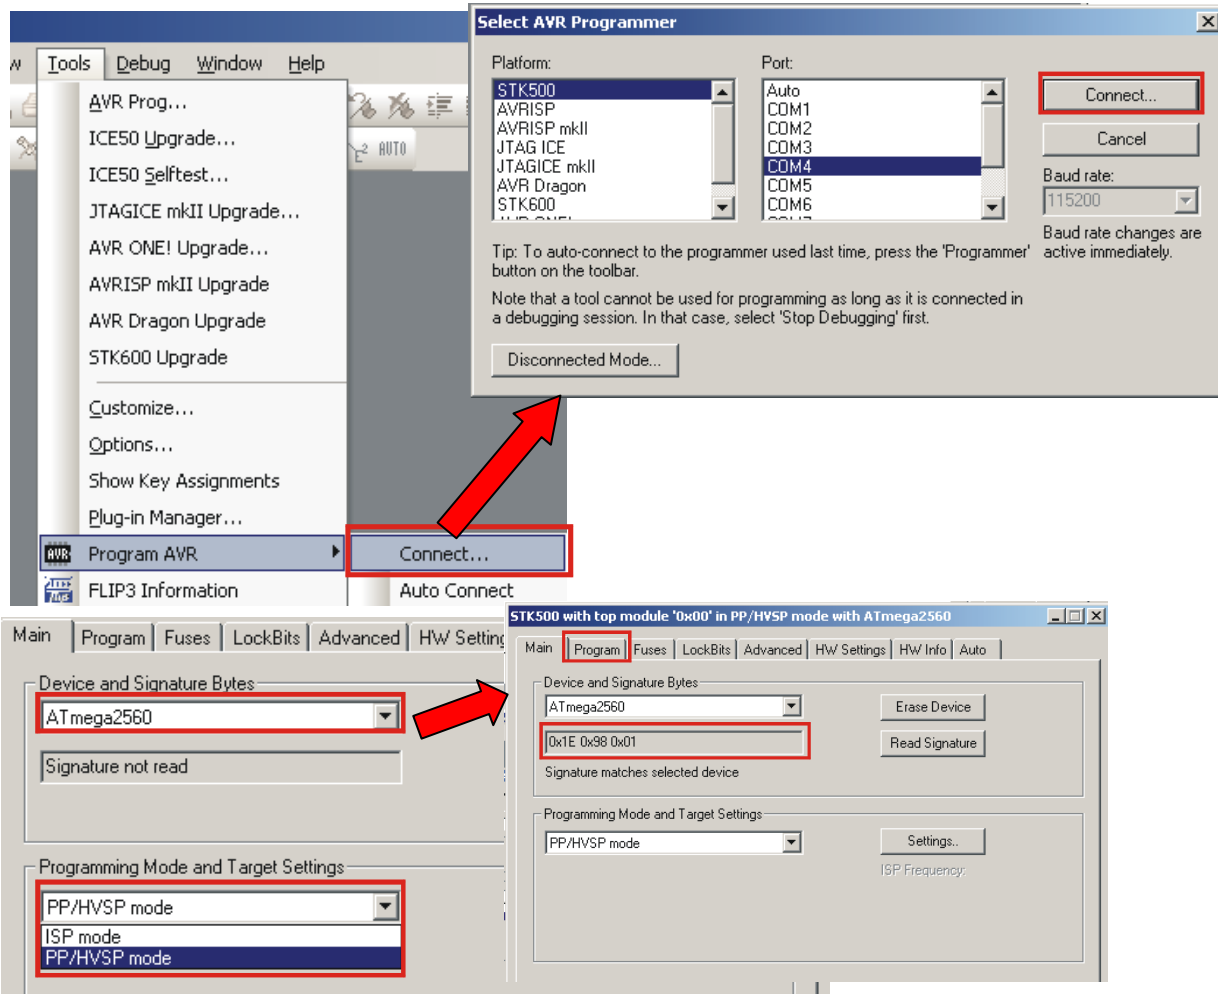 w Tools Debug Window Help
AVR Prog...
ICE50 Upgrade...
ICE50 Selftest...
JTAGICE mkII Upgrade...
AVR ONE! Upgrade...
AVRISP mkII Upgrade
AVR Dragon Upgrade
STK600 Upgrade
Customize...
Options...
Show Key Assignments
Plug-in Manager...
AVR Program AVR
FLIP3 Information
AUTO
Connect...
Auto Connect
Select AVR Programmer
Platform:
STK500
AVRISP
AVRISP mkII
JTAG ICE
JTAGICE mkII
AVR Dragon
STK600
Port:
Auto
COM1
COM2
COM3
COM4
COM5
COM6
Connect...
Cancel
Baud rate:
115200
Baud rate changes are
active immediately.
Tip: To auto-connect to the programmer used last time, press the 'Programmer'
button on the toolbar.
Note that a tool cannot be used for programming as long as it is connected in
a debugging session. In that case, select 'Stop Debugging' first.
Disconnected Mode...
Main Program Fuses LockBits Advanced HW Setting
Device and Signature Bytes
ATmega2560
Signature not read
Programming Mode and Target Settings
PP/HVSP mode
ISP mode
PP/HVSP mode
STK500 with top module '0x00' in PP/HVSP mode with ATmega2560
Main Program Fuses LockBits Advanced HW Settings HW Info Auto
Device and Signature Bytes
ATmega2560
Erase Device
0x1E 0x98 0x01
Read Signature
Signature matches selected device
Programming Mode and Target Settings
PP/HVSP mode
Settings..
ISP Frequency: